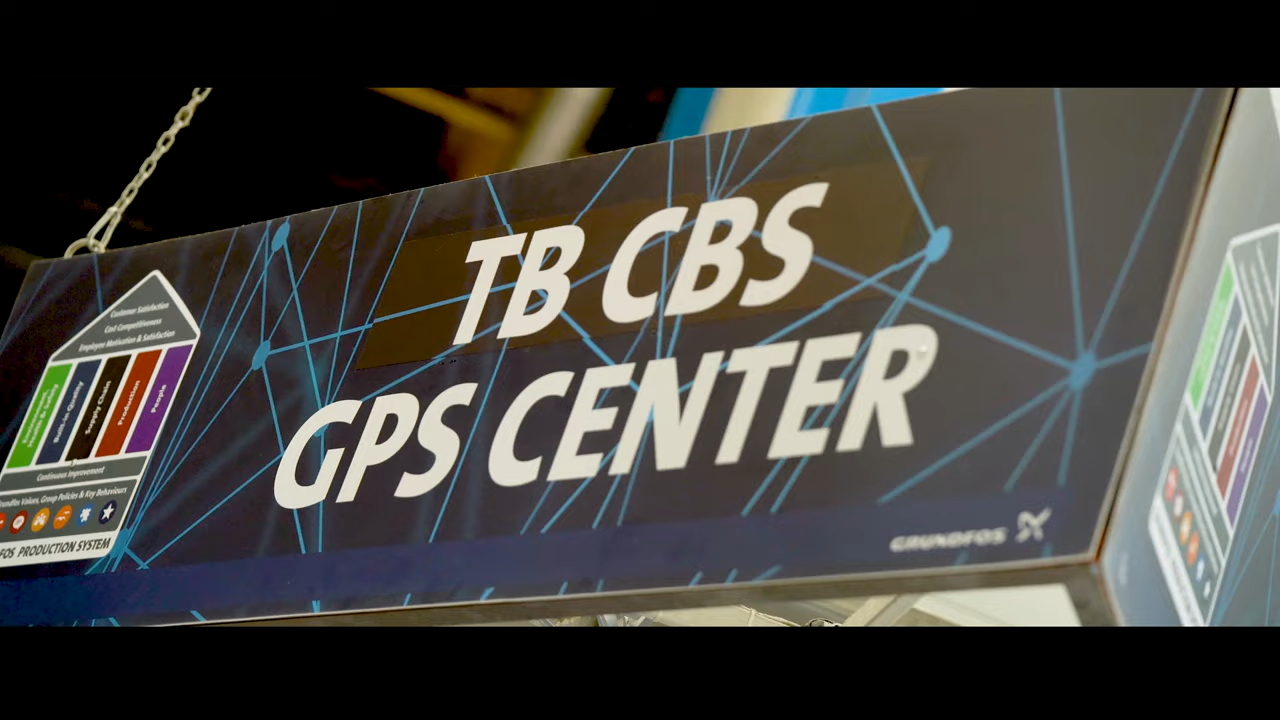 TB CBS
GPS CENTER
Customer Satisfaction
Cost Competitiveness
Employee Motivation & Satisfaction
Built-in Quality
Supply Chain
Production
People
Continuous Improvement
Values, Group Policies & Key Behaviours
FOS PRODUCTION SYSTEM
GRUNDFOS